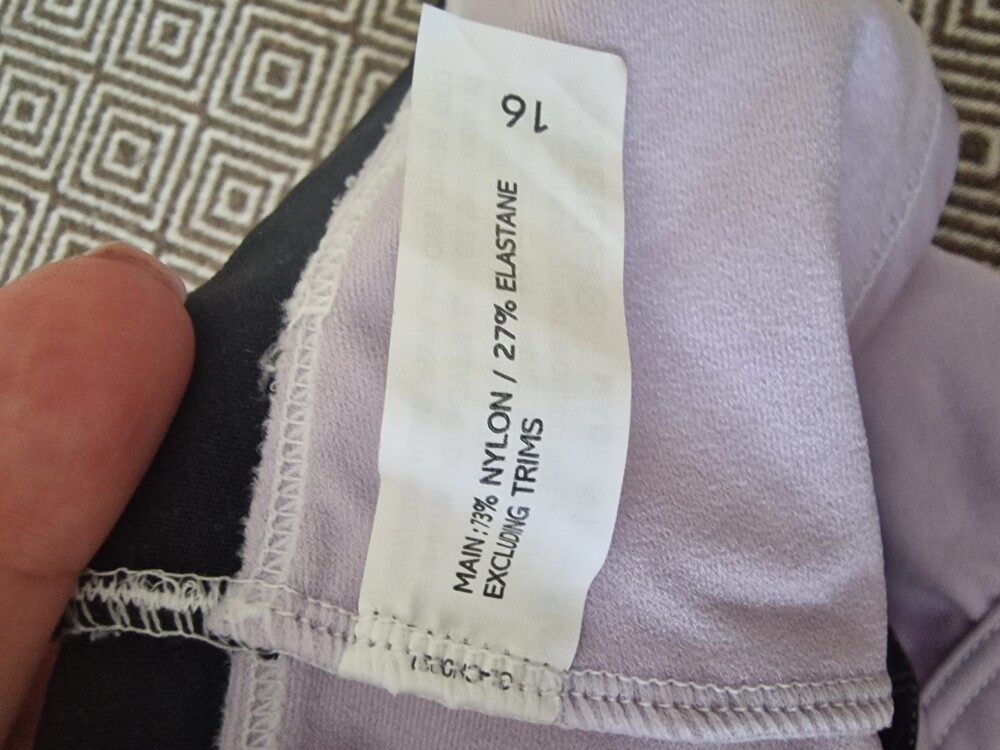 16
MAIN: 73% NYLON / 27% ELASTANE
EXCLUDING TRIMS